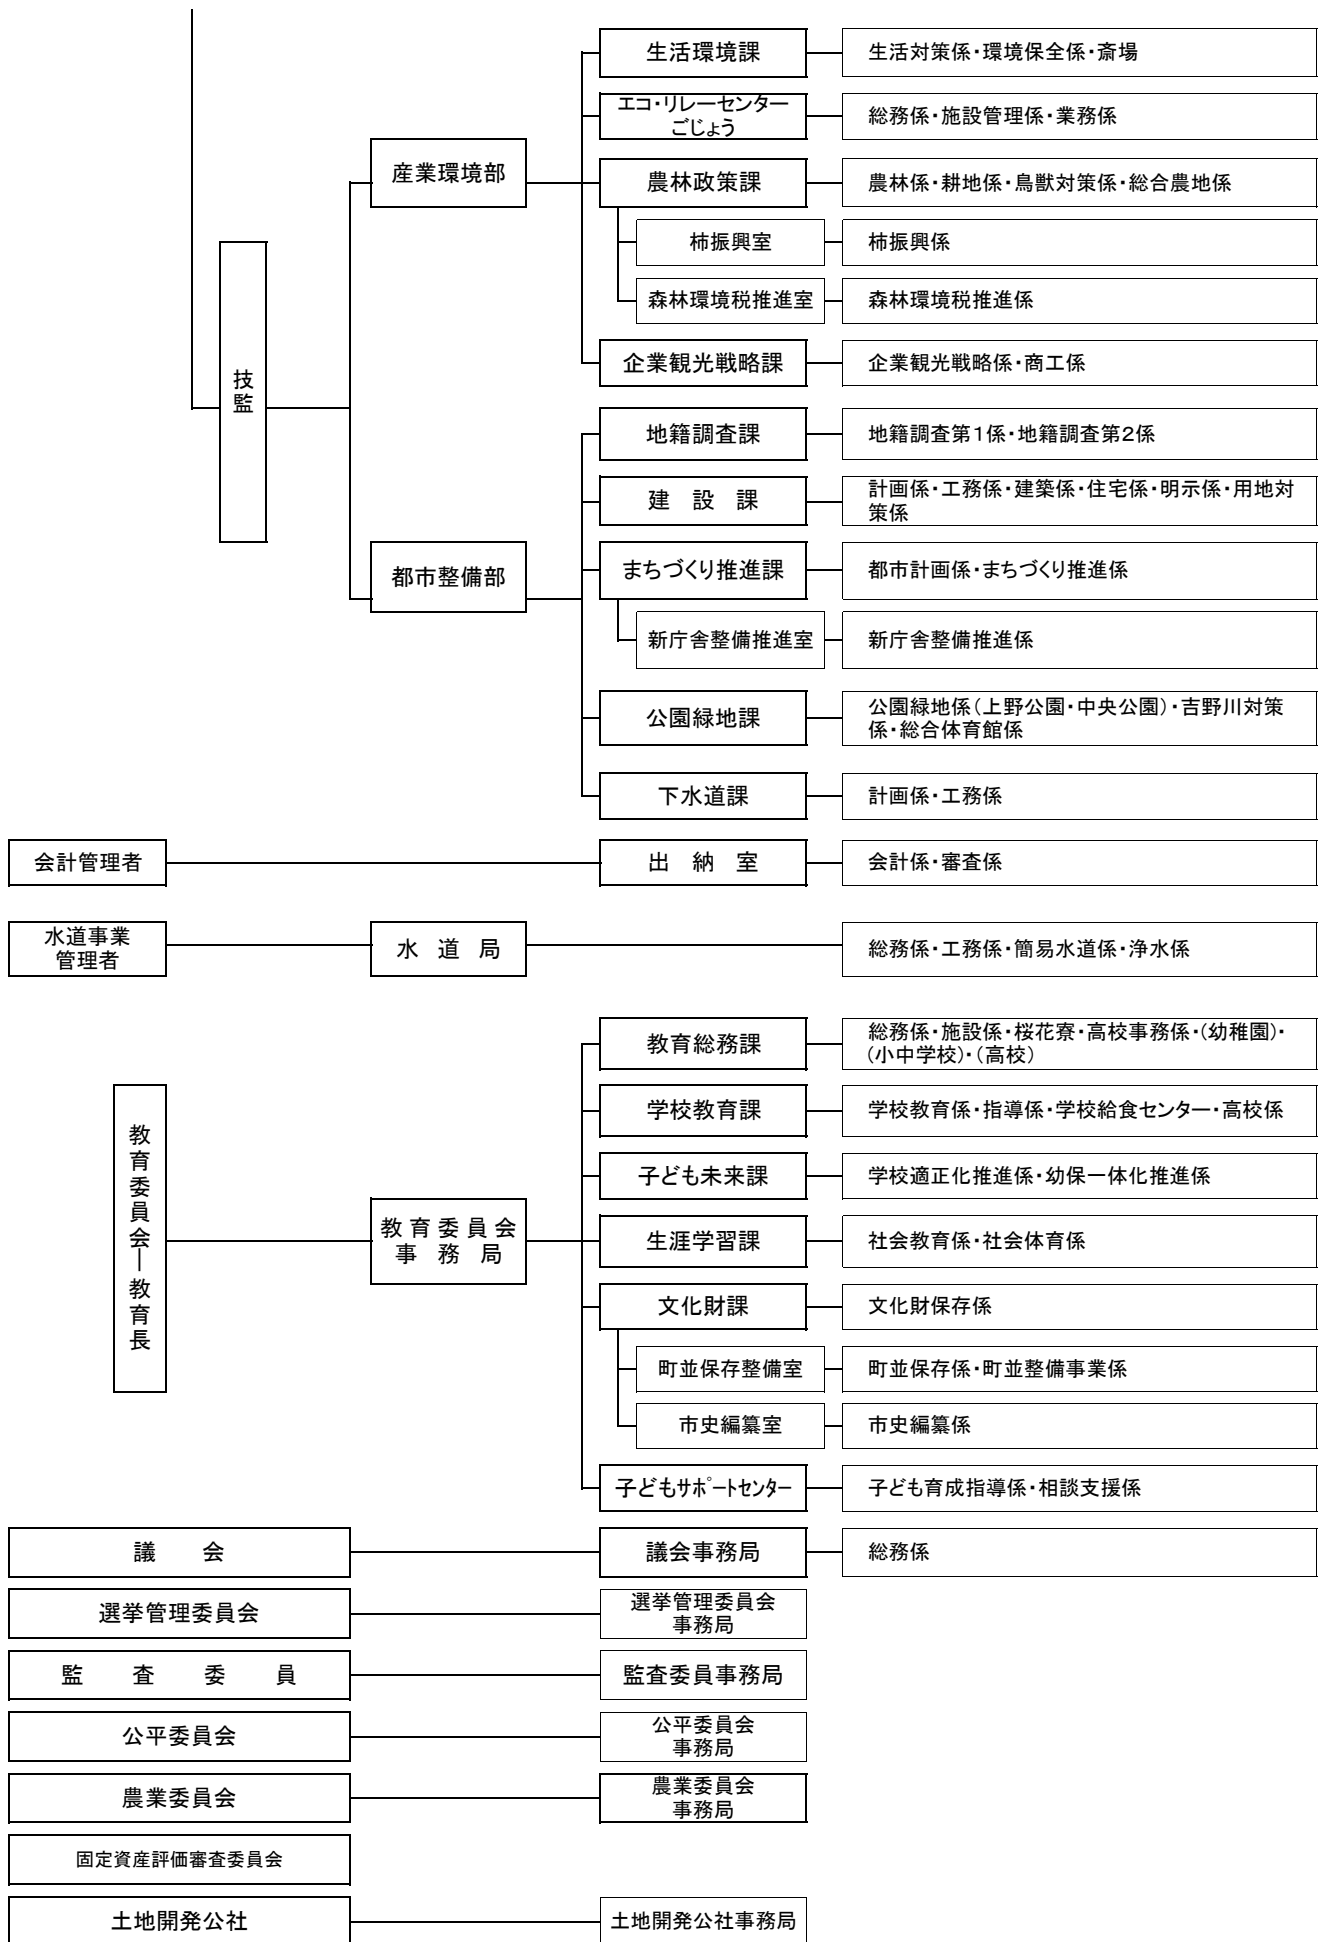 生活環境課
生活対策係・環境保全係・斎場
エコ・リレーセンター
ごじょう
総務係・施設管理係・業務係
産業環境部
農林政策課
農林係・耕地係・鳥獣対策係・総合農地係
柿振興室
柿振興係
森林環境税推進室
森林環境税推進係
企業観光戦略課
企業観光戦略係・商工係
技監
地籍調査課
地籍調査第1係・地籍調査第2係
建　設　課
計画係・工務係・建築係・住宅係・明示係・用地対
策係
都市整備部
まちづくり推進課
都市計画係・まちづくり推進係
新庁舎整備推進室
新庁舎整備推進係
公園緑地課
公園緑地係(上野公園・中央公園)・吉野川対策
係・総合体育館係
下水道課
計画係・工務係
会計管理者
出　納　室
会計係・審査係
水道事業
管理者
水　道　局
総務係・工務係・簡易水道係・浄水係
教育総務課
総務係・施設係・桜花寮・高校事務係・(幼稚園)・
(小中学校)・(高校)
学校教育課
学校教育係・指導係・学校給食センター・高校係
子ども未来課
学校適正化推進係・幼保一体化推進係
教育委員会―教育長
教育委員会
事　務　局
生涯学習課
社会教育係・社会体育係
文化財課
文化財保存係
町並保存整備室
町並保存係・町並整備事業係
市史編纂室
市史編纂係
子どもｻﾎﾟｰﾄｾﾝﾀｰ
子ども育成指導係・相談支援係
議　　会
議会事務局
総務係
選挙管理委員会
選挙管理委員会
事務局
監　査　委　員
監査委員事務局
公平委員会
公平委員会
事務局
農業委員会
農業委員会
事務局
固定資産評価審査委員会
土地開発公社
土地開発公社事務局